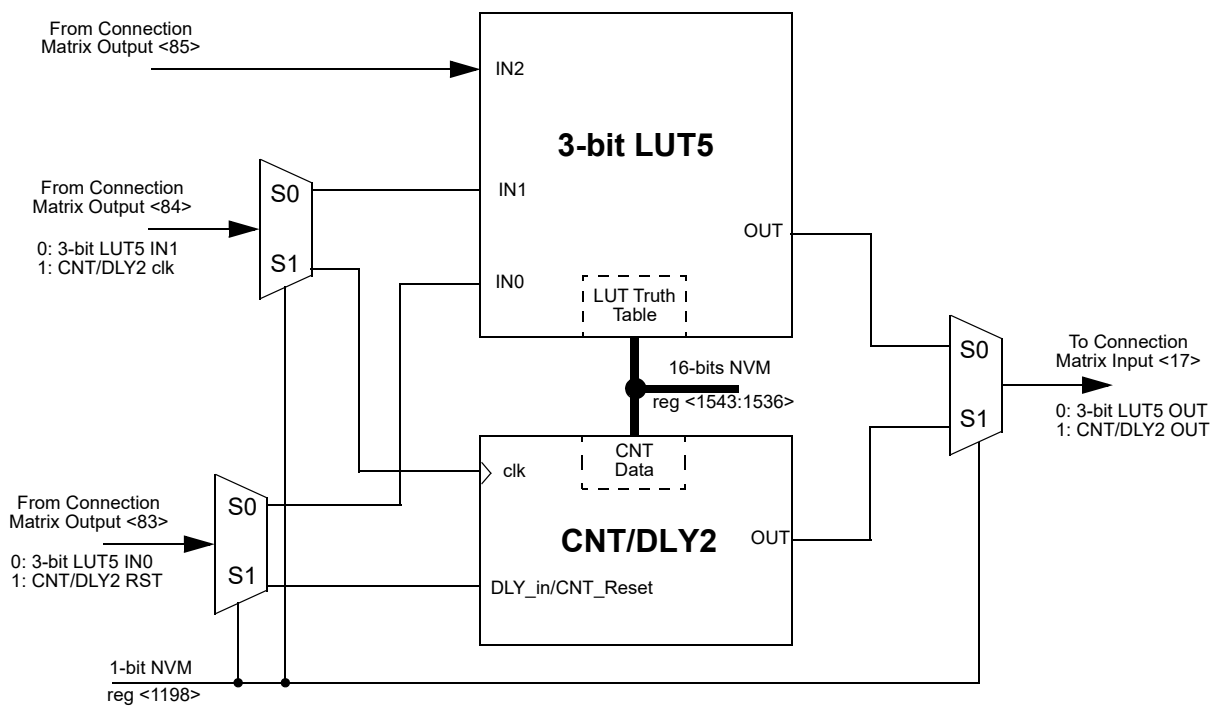 From Connection
Matrix Output <85>
IN2
3-bit LUT5
From Connection
Matrix Output <84>
0: 3-bit LUT5 IN1
1: CNT/DLY2 clk
S0
S1
IN1
IN0
OUT
LUT Truth
Table
16-bits NVM
reg <1543:1536>
S0
S1
To Connection
Matrix Input <17>
0: 3-bit LUT5 OUT
1: CNT/DLY2 OUT
CNT
Data
clk
CNT/DLY2
OUT
DLY_in/CNT_Reset
From Connection
Matrix Output <83>
0: 3-bit LUT5 IN0
1: CNT/DLY2 RST
S0
S1
1-bit NVM
reg <1198>